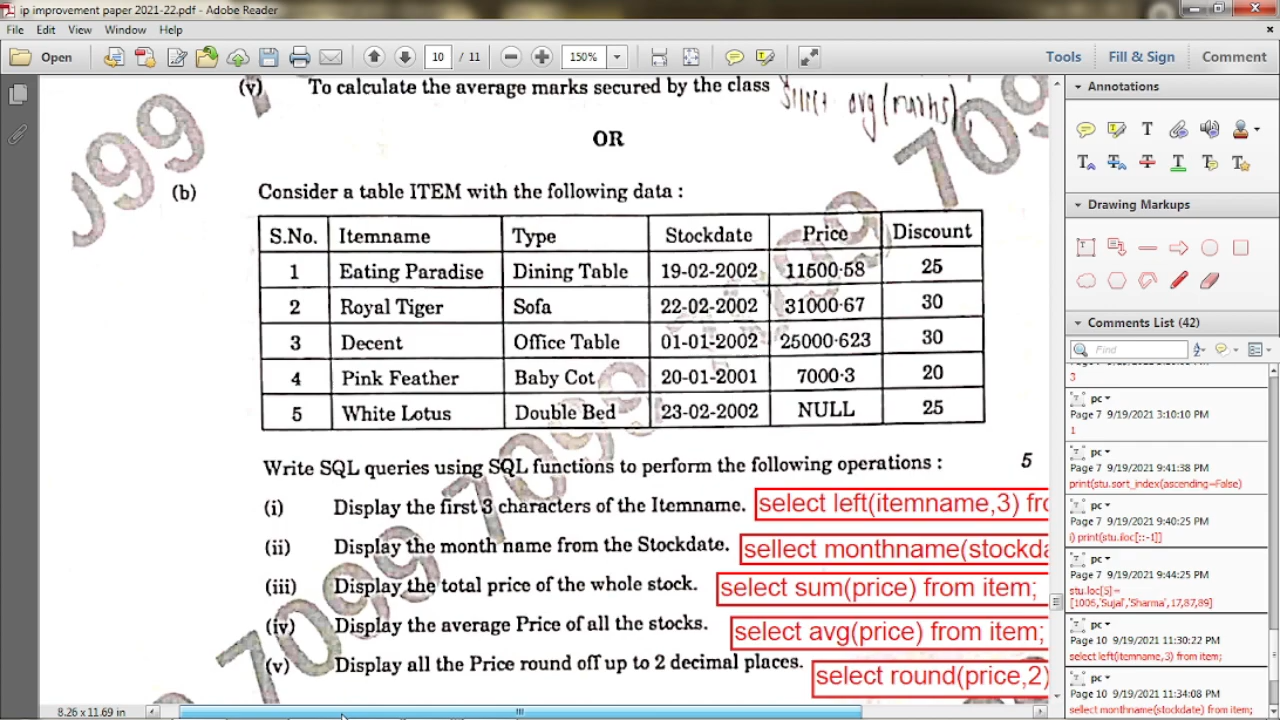 ip improvement paper 2021-22.pdf - Adobe Reader
File Edit View Window Help
Open 10 / 11 150% Tools Fill & Sign Comment
(v) To calculate the average marks secured by the class select avg(marks)
OR
(b) Consider a table ITEM with the following data :
S.No. Itemname Type Stockdate Price Discount
1 Eating Paradise Dining Table 19-02-2002 11500·58 25
2 Royal Tiger Sofa 22-02-2002 31000·67 30
3 Decent Office Table 01-01-2002 25000·623 30
4 Pink Feather Baby Cot 20-01-2001 7000·3 20
5 White Lotus Double Bed 23-02-2002 NULL 25
Write SQL queries using SQL functions to perform the following operations : 5
(i) Display the first 3 characters of the Itemname. select left(itemname,3) fro
(ii) Display the month name from the Stockdate. sellect monthname(stockda
(iii) Display the total price of the whole stock. select sum(price) from item;
(iv) Display the average Price of all the stocks. select avg(price) from item;
(v) Display all the Price round off up to 2 decimal places. select round(price,2)
8.26 x 11.69 in
Annotations
Drawing Markups
Comments List (42)
Find
3
pc
Page 7 9/19/2021 3:10:10 PM
1
pc
Page 7 9/19/2021 9:41:38 PM
print(stu.sort_index(ascending=False)
pc
Page 7 9/19/2021 9:40:25 PM
i) print(stu.iloc[::-1]]
pc
Page 7 9/19/2021 9:44:25 PM
stu.loc[5]=
[1006,'Sujal','Sharma',17,87,89]
pc
Page 10 9/19/2021 11:30:22 PM
select left(itemname,3) from item;
pc
Page 10 9/19/2021 11:34:08 PM
select monthname(stockdate) from item;